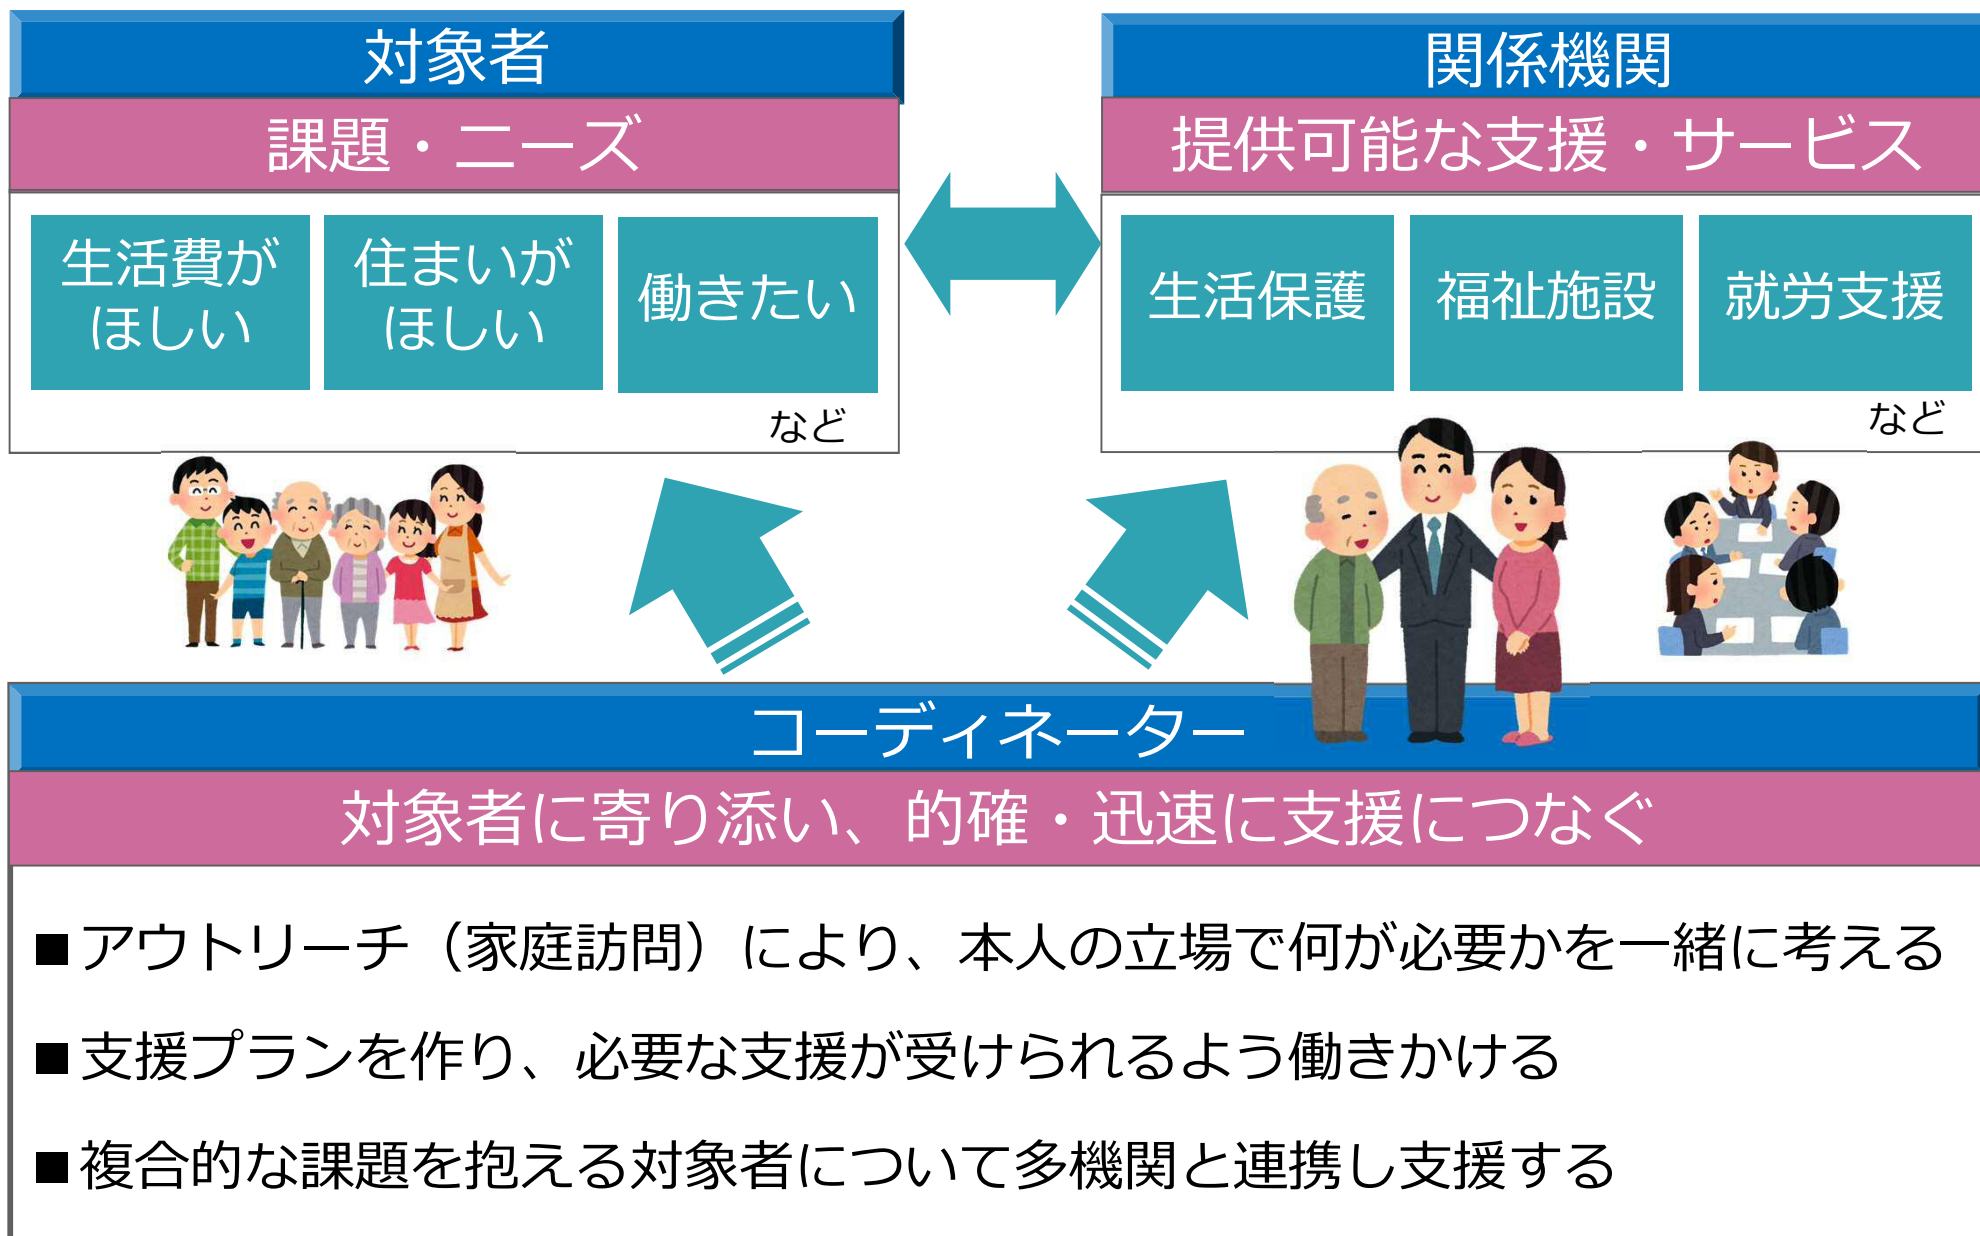 対象者
課題・ニーズ
生活費が
ほしい
住まいが
ほしい
働きたい
など
関係機関
提供可能な支援・サービス
生活保護
福祉施設
就労支援
など
コーディネーター
対象者に寄り添い、的確・迅速に支援につなぐ
■アウトリーチ（家庭訪問）により、本人の立場で何が必要かを一緒に考える
■支援プランを作り、必要な支援が受けられるよう働きかける
■複合的な課題を抱える対象者について多機関と連携し支援する